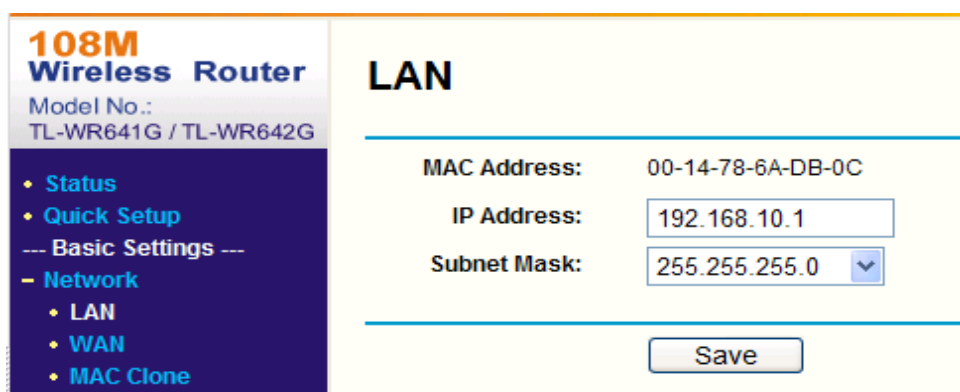 108M
Wireless Router
Model No.:
TL-WR641G / TL-WR642G
• Status
• Quick Setup
--- Basic Settings ---
– Network
• LAN
• WAN
• MAC Clone
LAN
MAC Address: 00-14-78-6A-DB-0C
IP Address: 192.168.10.1
Subnet Mask: 255.255.255.0
Save